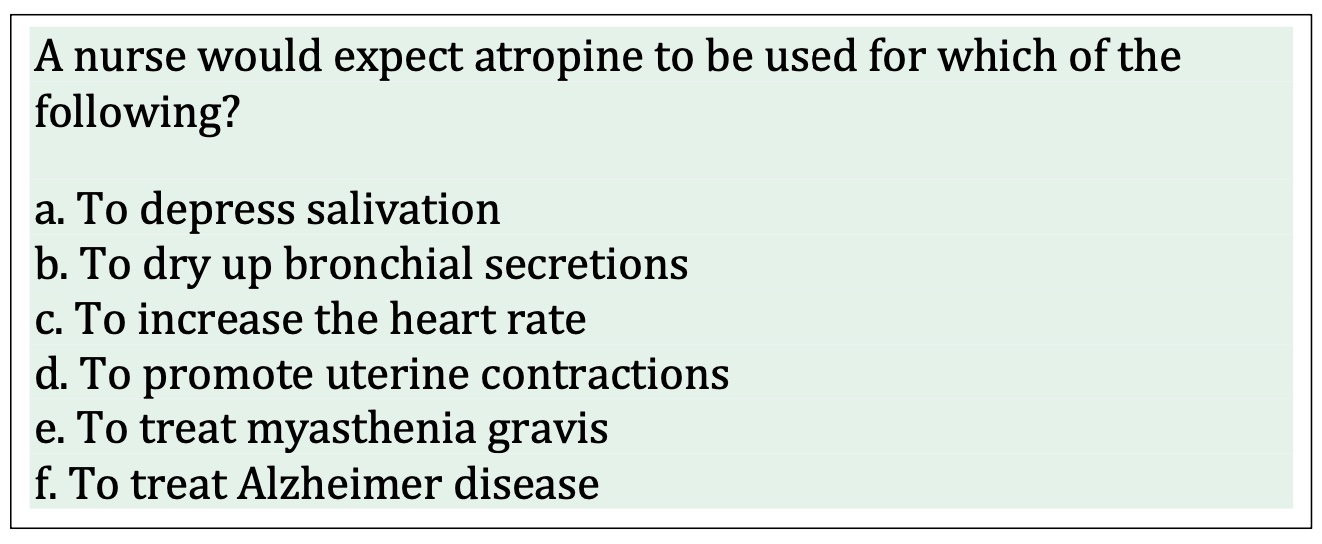 A nurse would expect atropine to be used for which of the
following?
a. To depress salivation
b. To dry up bronchial secretions
c. To increase the heart rate
d. To promote uterine contractions
e. To treat myasthenia gravis
f. To treat Alzheimer disease